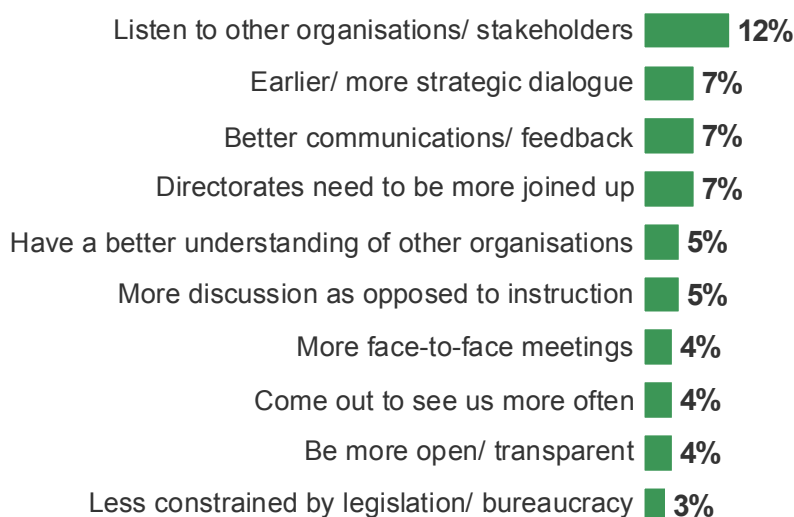 Listen to other organisations/ stakeholders 12%
Earlier/ more strategic dialogue 7%
Better communications/ feedback 7%
Directorates need to be more joined up 7%
Have a better understanding of other organisations 5%
More discussion as opposed to instruction 5%
More face-to-face meetings 4%
Come out to see us more often 4%
Be more open/ transparent 4%
Less constrained by legislation/ bureaucracy 3%